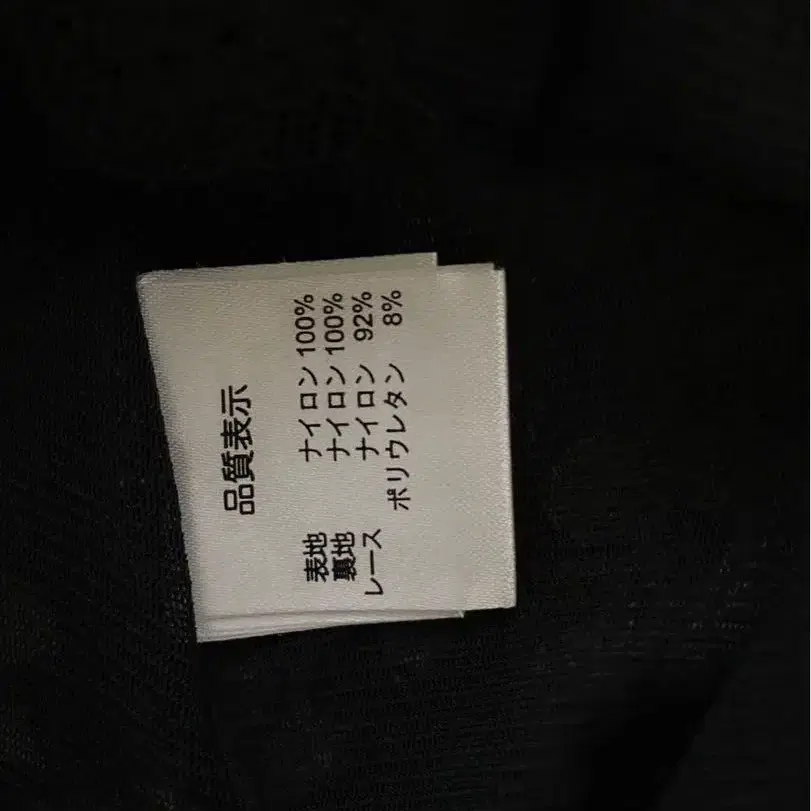 品質表示
表地 ナイロン 100%
裏地 ナイロン 100%
レース ナイロン 92%
ポリウレタン 8%